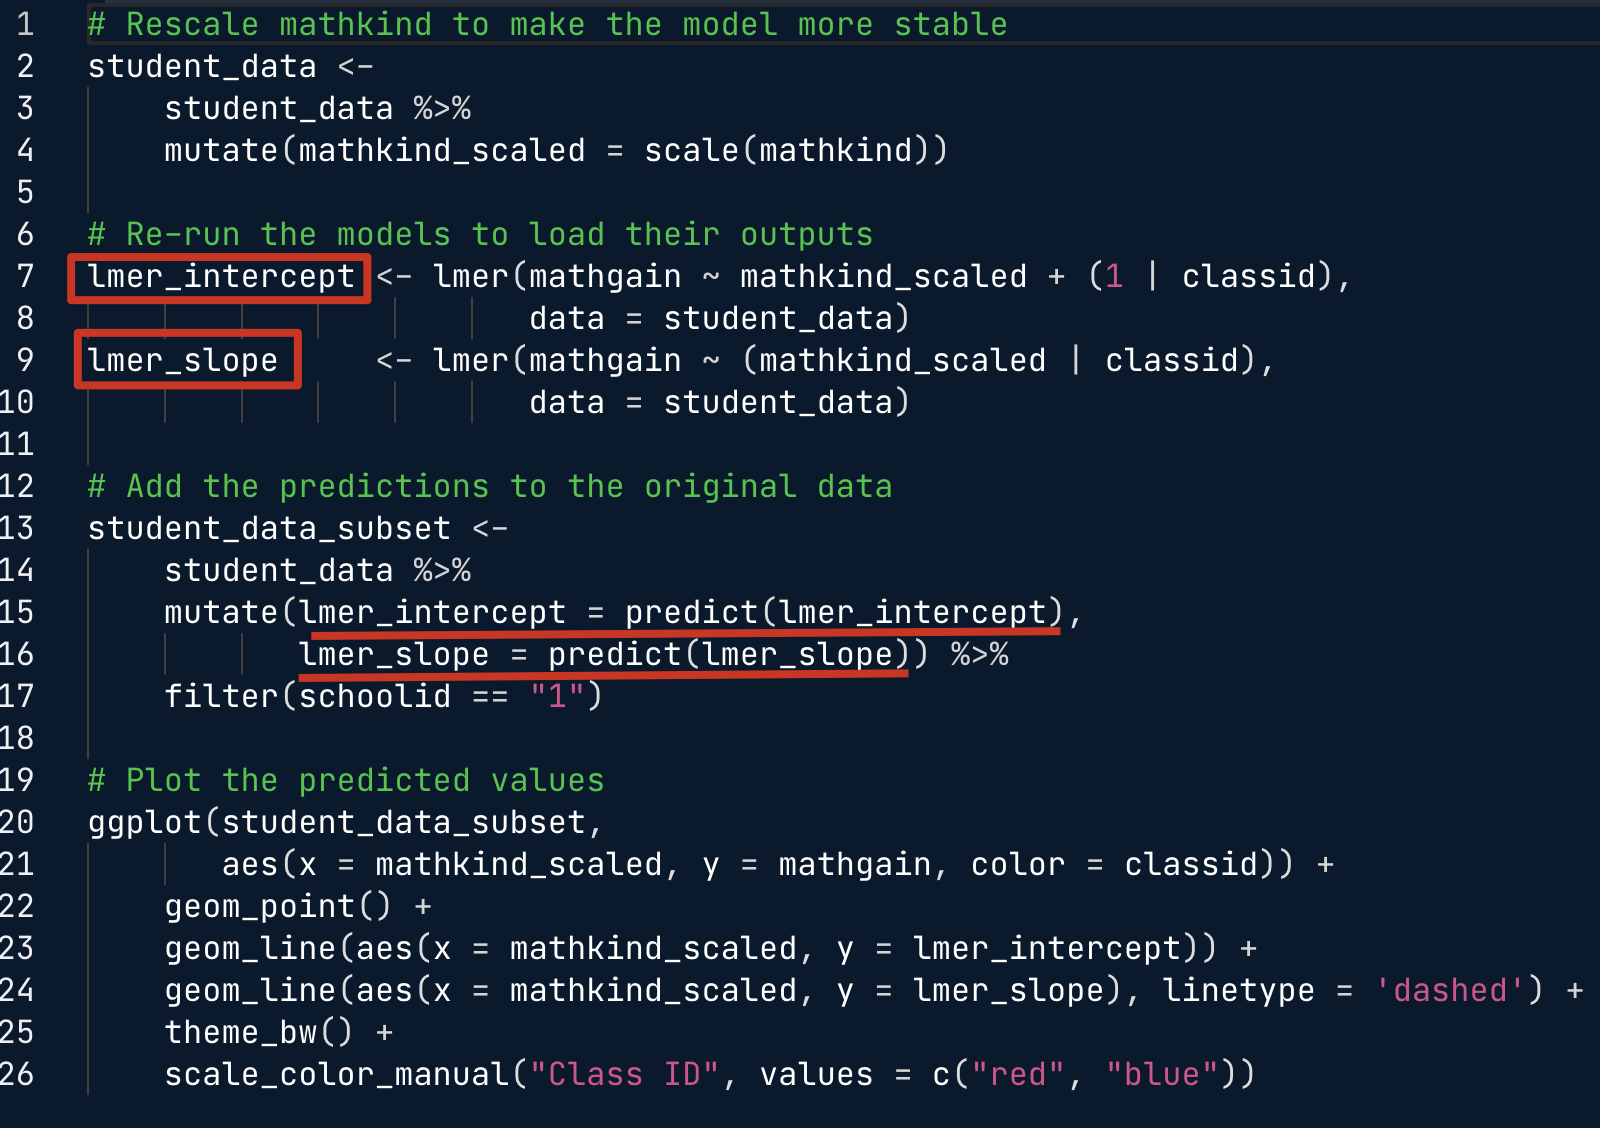 1 # Rescale mathkind to make the model more stable
2 student_data <-
3 student_data %>%
4 mutate(mathkind_scaled = scale(mathkind))
5
6 # Re-run the models to load their outputs
7 lmer_intercept <- lmer(mathgain ~ mathkind_scaled + (1 | classid),
8 data = student_data)
9 lmer_slope <- lmer(mathgain ~ (mathkind_scaled | classid),
10 data = student_data)
11
12 # Add the predictions to the original data
13 student_data_subset <-
14 student_data %>%
15 mutate(lmer_intercept = predict(lmer_intercept),
16 lmer_slope = predict(lmer_slope)) %>%
17 filter(schoolid == "1")
18
19 # Plot the predicted values
20 ggplot(student_data_subset,
21 aes(x = mathkind_scaled, y = mathgain, color = classid)) +
22 geom_point() +
23 geom_line(aes(x = mathkind_scaled, y = lmer_intercept)) +
24 geom_line(aes(x = mathkind_scaled, y = lmer_slope), linetype = 'dashed') +
25 theme_bw() +
26 scale_color_manual("Class ID", values = c("red", "blue"))